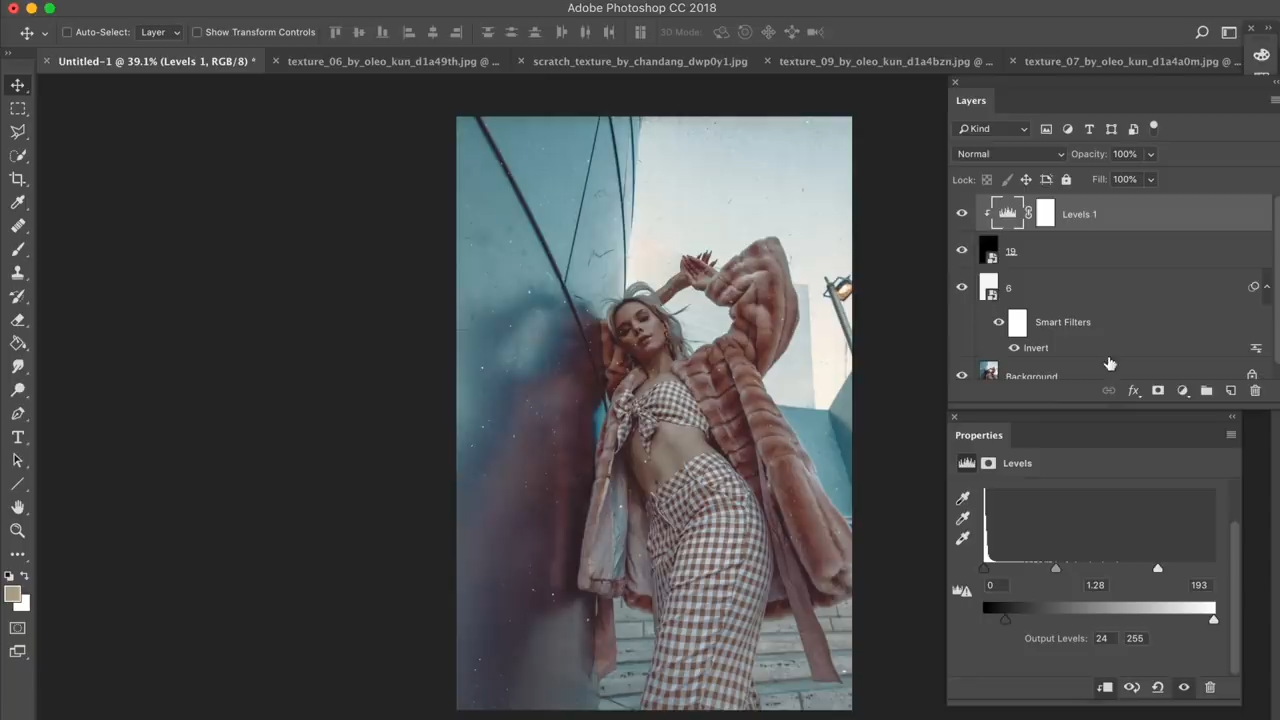 Adobe Photoshop CC 2018
Auto-Select: Layer Show Transform Controls 3D Mode:
Untitled-1 @ 39.1% (Levels 1, RGB/8) * texture_06_by_oleo_kun_d1a49th.jpg @ ... scratch_texture_by_chandang_dwp0y1.jpg texture_09_by_oleo_kun_d1a4bzn.jpg @ ... texture_07_by_oleo_kun_d1a4a0m.jpg @ ...
Layers
Kind
Normal Opacity: 100%
Lock: Fill: 100%
Levels 1
19
6
Smart Filters
Invert
Background
fx
Properties
Levels
0 1.28 193
Output Levels: 24 255